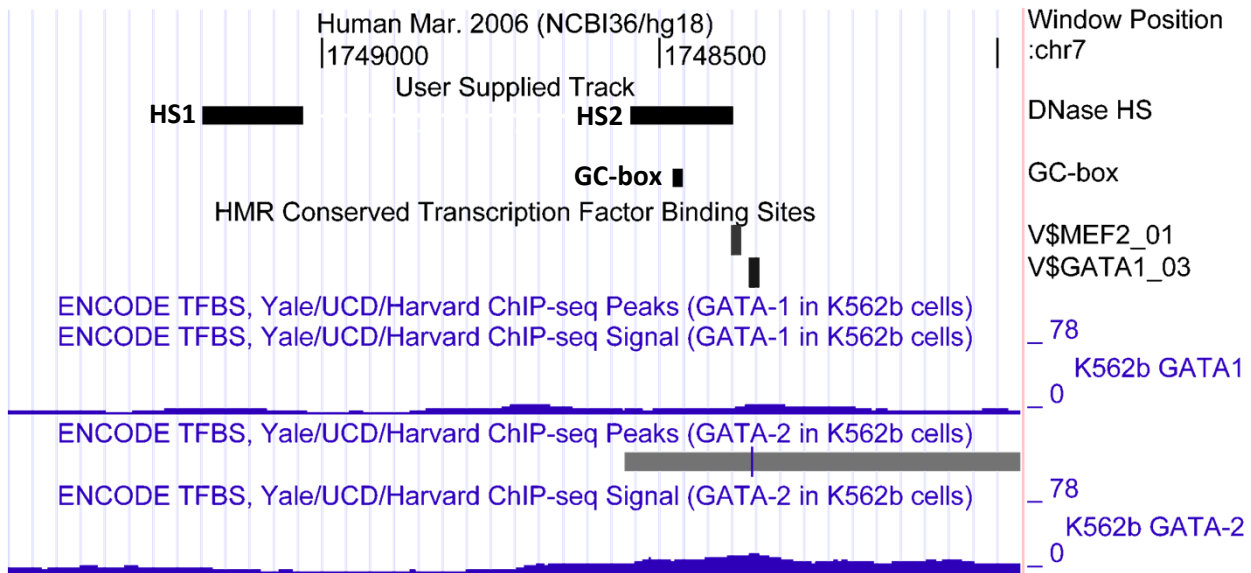 Human Mar. 2006 (NCBI36/hg18) Window Position
|1749000 |1748500 | :chr7
User Supplied Track
HS1 HS2 DNase HS
GC-box GC-box
HMR Conserved Transcription Factor Binding Sites
V$MEF2_01
V$GATA1_03
ENCODE TFBS, Yale/UCD/Harvard ChIP-seq Peaks (GATA-1 in K562b cells)
ENCODE TFBS, Yale/UCD/Harvard ChIP-seq Signal (GATA-1 in K562b cells) _ 78
K562b GATA1
_ 0
ENCODE TFBS, Yale/UCD/Harvard ChIP-seq Peaks (GATA-2 in K562b cells)
ENCODE TFBS, Yale/UCD/Harvard ChIP-seq Signal (GATA-2 in K562b cells) _ 78
K562b GATA-2
_ 0